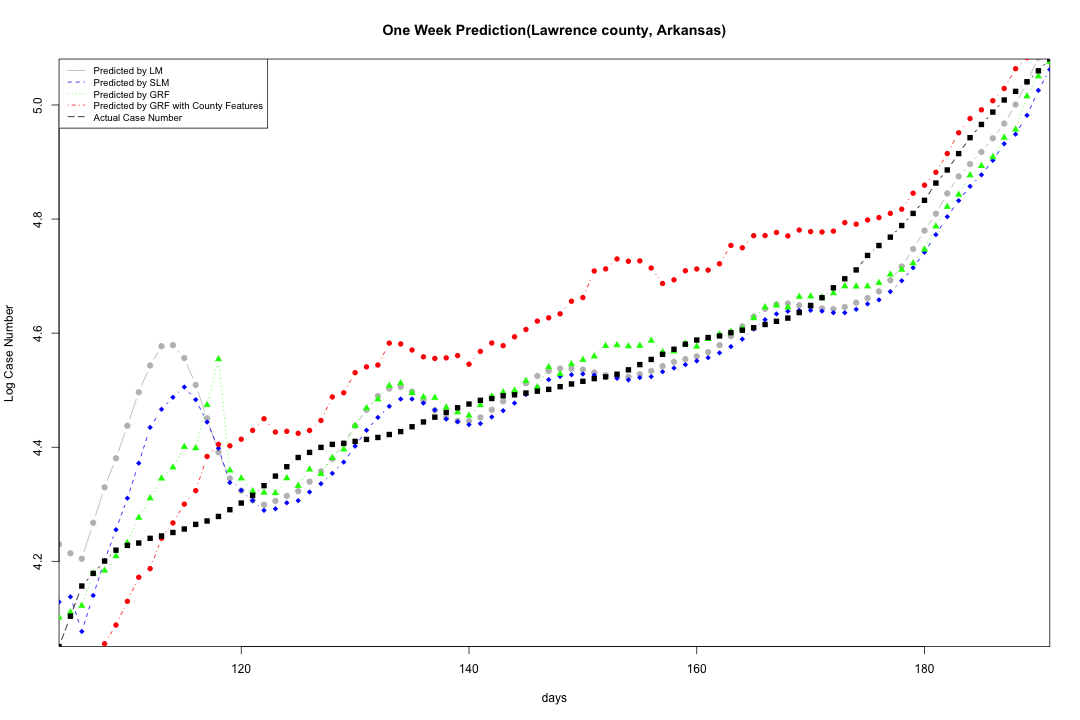 One Week Prediction(Lawrence county, Arkansas)
Predicted by LM
Predicted by SLM
Predicted by GRF
Predicted by GRF with County Features
Actual Case Number
5.0
4.8
4.6
4.4
4.2
Log Case Number
120 140 160 180
days